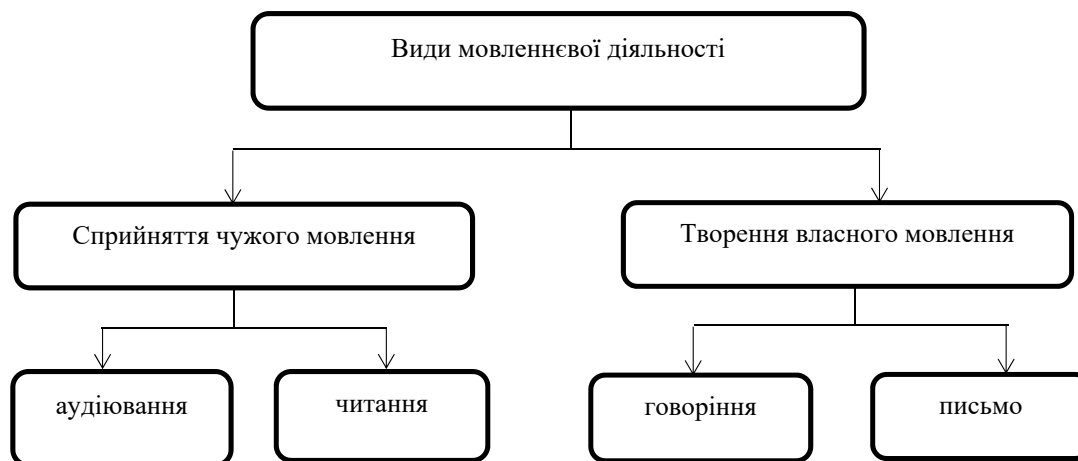 Види мовленнєвої діяльності
Сприйняття чужого мовлення
Творення власного мовлення
аудіювання
читання
говоріння
письмо